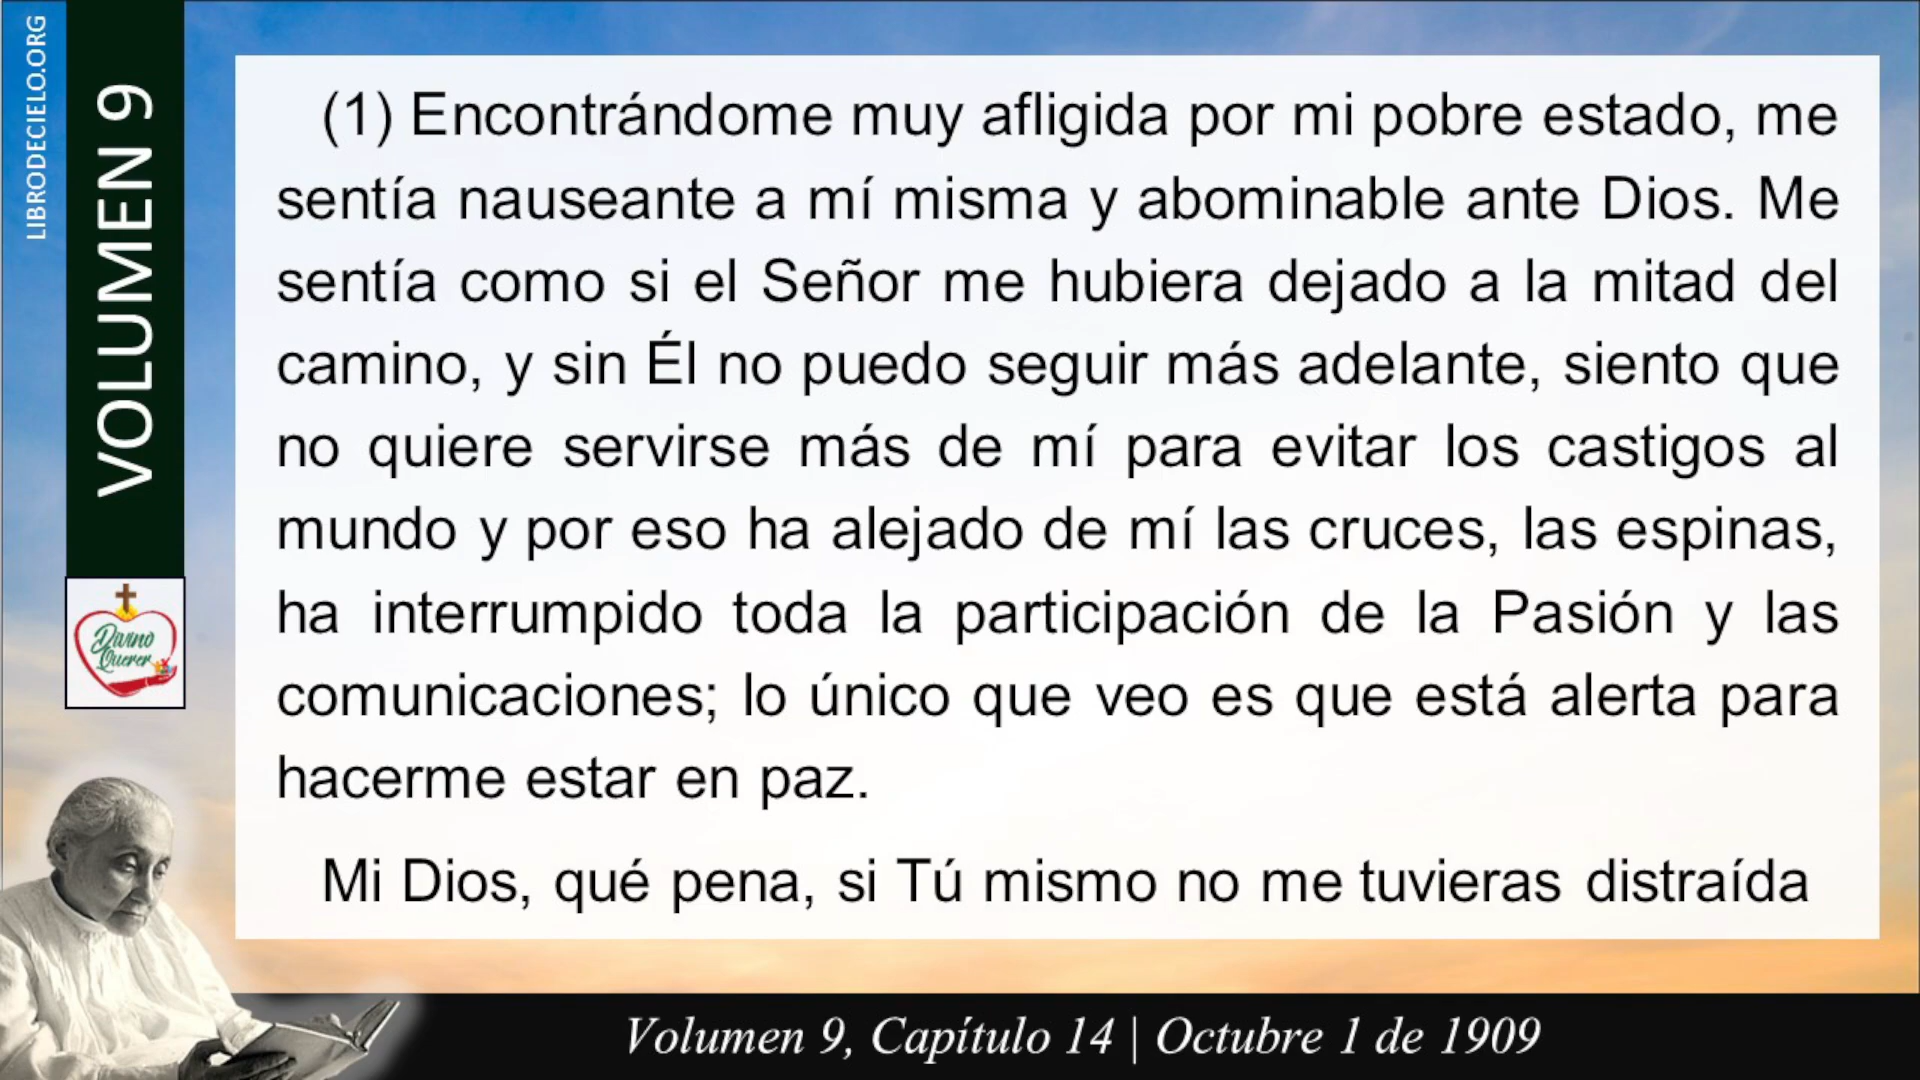 LIBRODECIELO.ORG
VOLUMEN 9
Divino
Querer
(1) Encontrándome muy afligida por mi pobre estado, me
sentía nauseante a mí misma y abominable ante Dios. Me
sentía como si el Señor me hubiera dejado a la mitad del
camino, y sin Él no puedo seguir más adelante, siento que
no quiere servirse más de mí para evitar los castigos al
mundo y por eso ha alejado de mí las cruces, las espinas,
ha interrumpido toda la participación de la Pasión y las
comunicaciones; lo único que veo es que está alerta para
hacerme estar en paz.
Mi Dios, qué pena, si Tú mismo no me tuvieras distraída
Volumen 9, Capítulo 14 | Octubre 1 de 1909